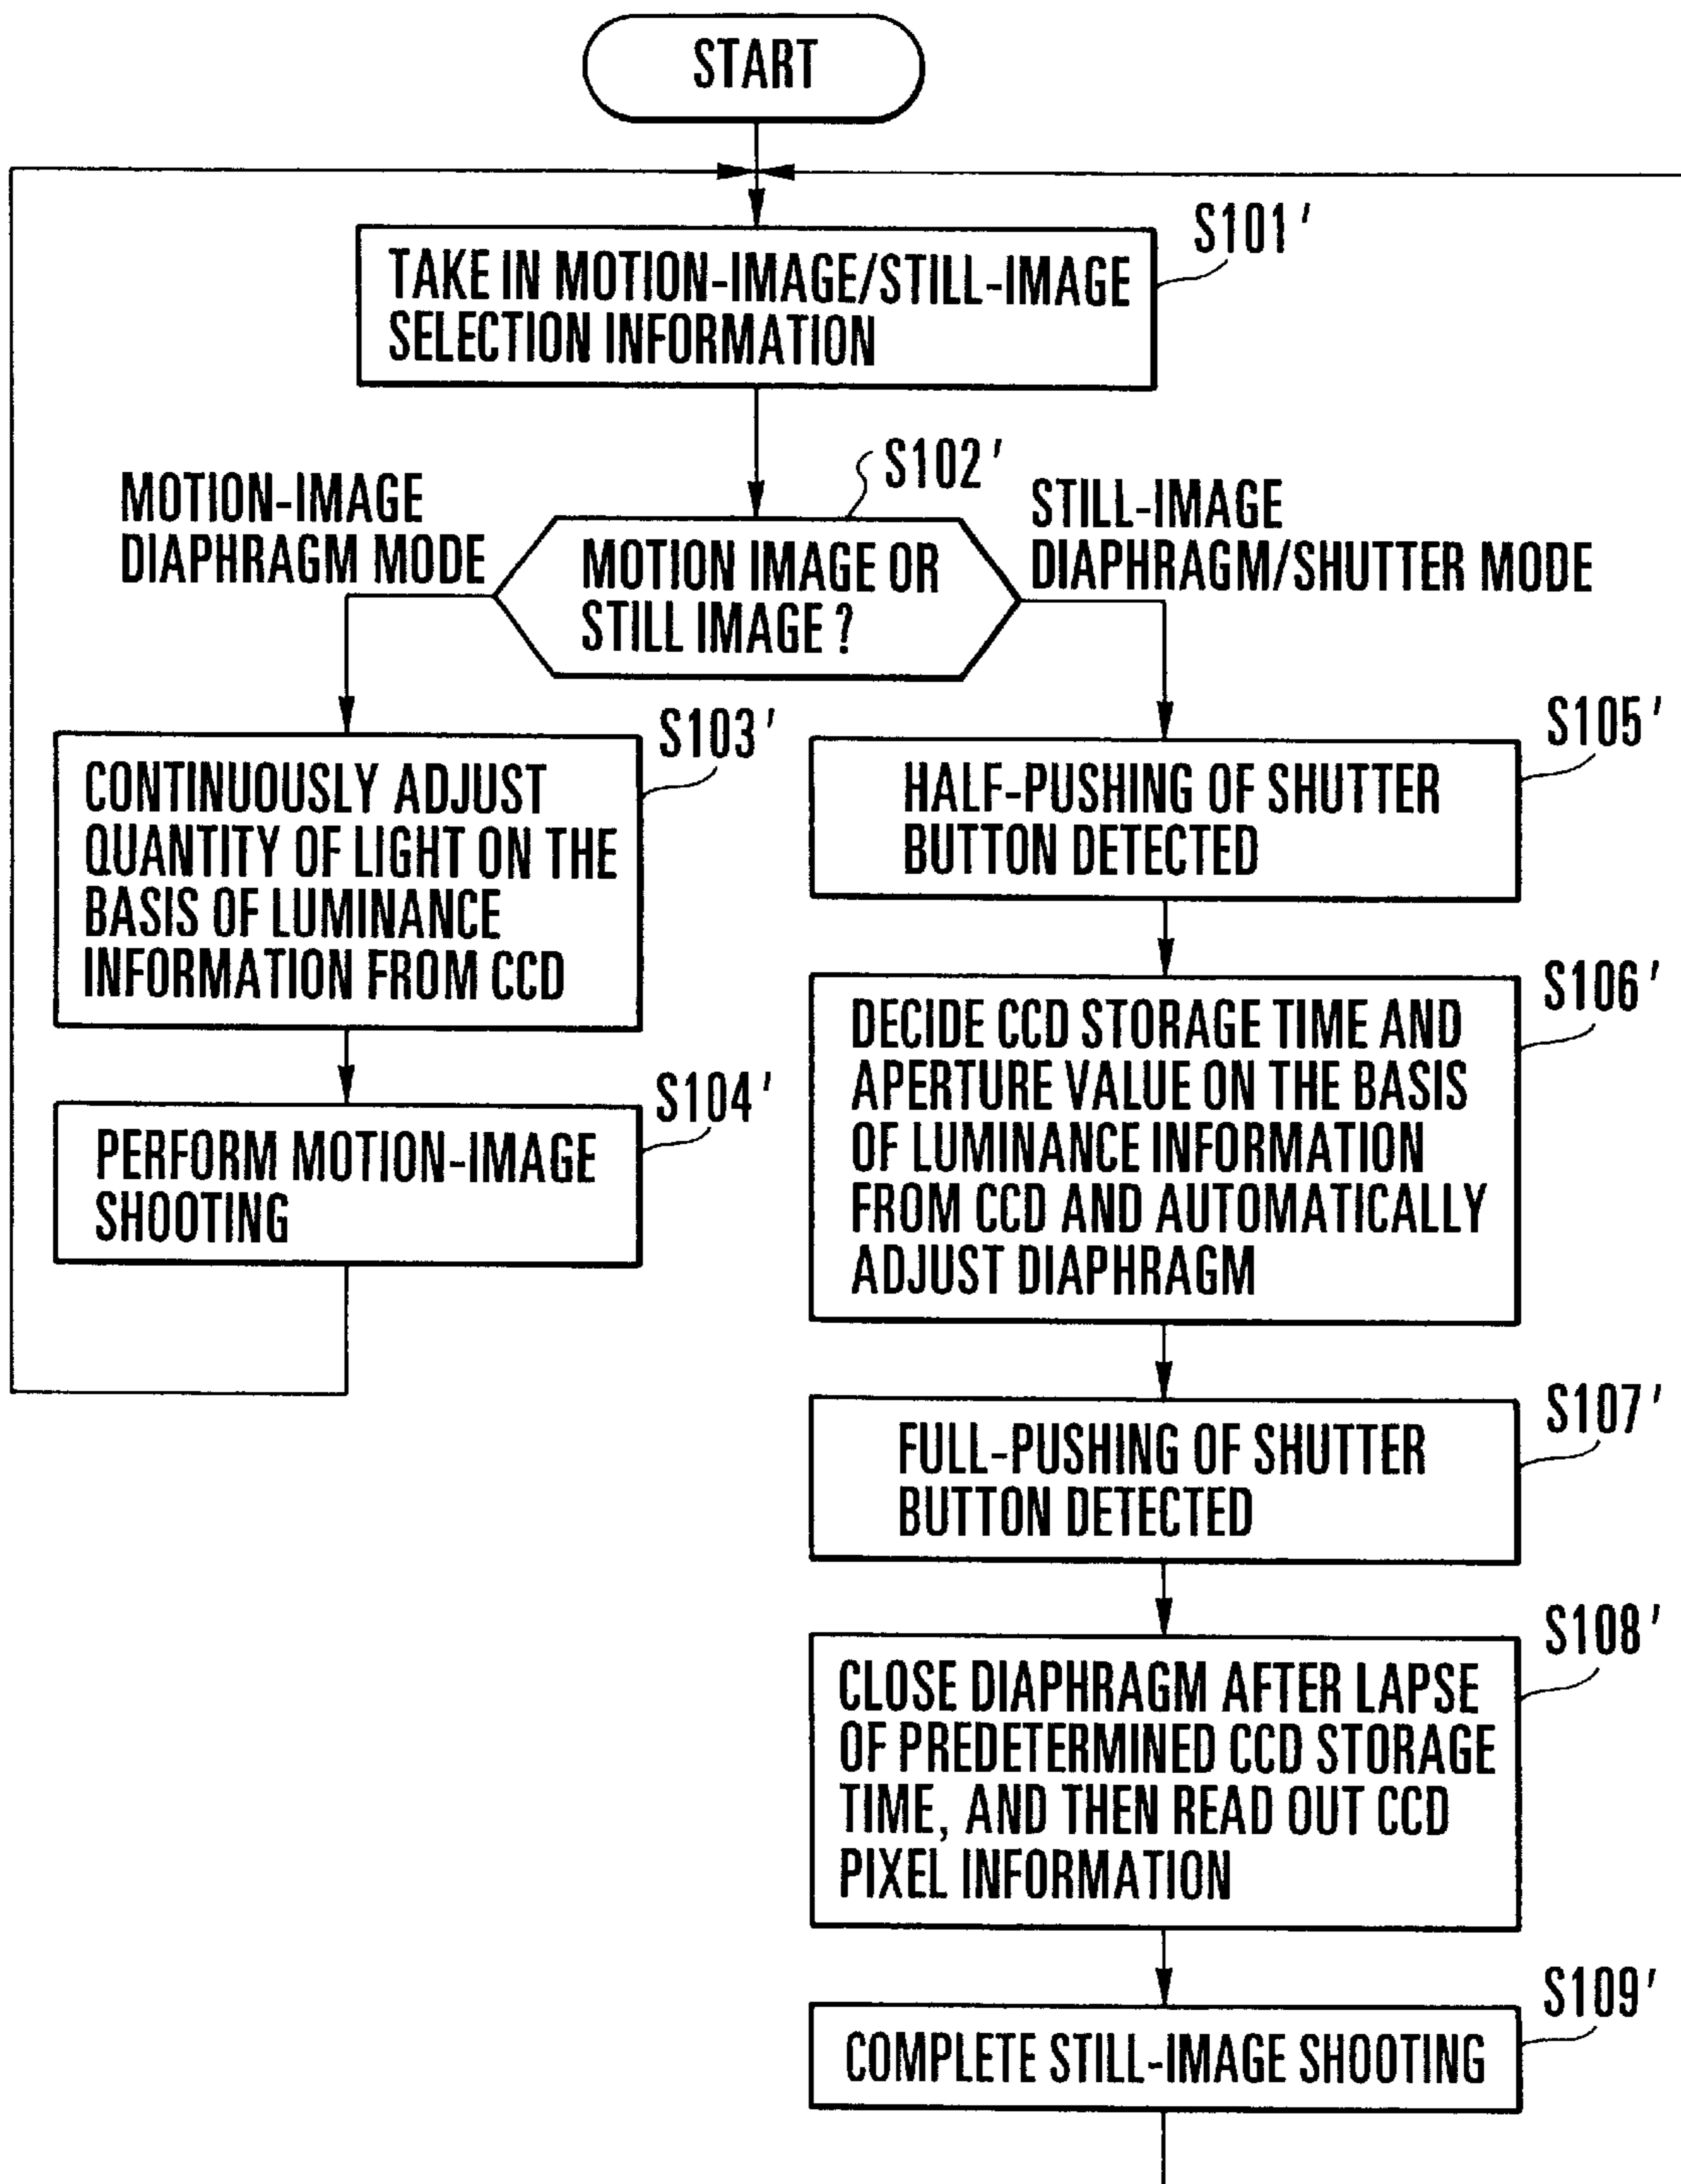 START
S101'
TAKE IN MOTION-IMAGE/STILL-IMAGE
SELECTION INFORMATION
S102'
MOTION-IMAGE
DIAPHRAGM MODE
MOTION IMAGE OR
STILL IMAGE ?
STILL-IMAGE
DIAPHRAGM/SHUTTER MODE
S103'
CONTINUOUSLY ADJUST
QUANTITY OF LIGHT ON THE
BASIS OF LUMINANCE
INFORMATION FROM CCD
S104'
PERFORM MOTION-IMAGE
SHOOTING
S105'
HALF-PUSHING OF SHUTTER
BUTTON DETECTED
S106'
DECIDE CCD STORAGE TIME AND
APERTURE VALUE ON THE BASIS
OF LUMINANCE INFORMATION
FROM CCD AND AUTOMATICALLY
ADJUST DIAPHRAGM
S107'
FULL-PUSHING OF SHUTTER
BUTTON DETECTED
S108'
CLOSE DIAPHRAGM AFTER LAPSE
OF PREDETERMINED CCD STORAGE
TIME, AND THEN READ OUT CCD
PIXEL INFORMATION
S109'
COMPLETE STILL-IMAGE SHOOTING